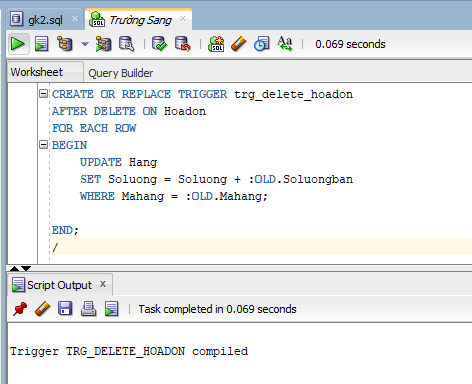 gk2.sql
Trường Sang
SQL
0.069 seconds
Worksheet
Query Builder
CREATE OR REPLACE TRIGGER trg_delete_hoadon
AFTER DELETE ON Hoadon
FOR EACH ROW
BEGIN
UPDATE Hang
SET Soluong = Soluong + :OLD.Soluongban
WHERE Mahang = :OLD.Mahang;
END;
/
Script Output
Task completed in 0.069 seconds
Trigger TRG_DELETE_HOADON compiled